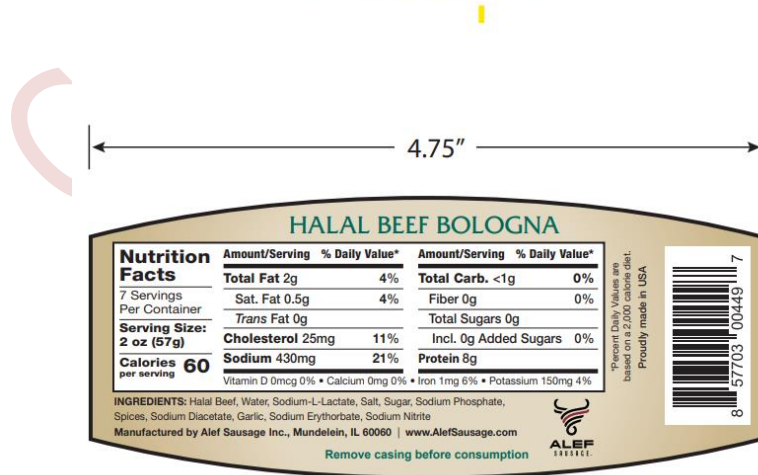 4.75”
HALAL BEEF BOLOGNA
Nutrition
Facts
7 Servings
Per Container
Serving Size:
2 oz (57g)
Calories 60
per serving
Amount/Serving % Daily Value*
Total Fat 2g 4%
Sat. Fat 0.5g 4%
Trans Fat 0g
Cholesterol 25mg 11%
Sodium 430mg 21%
Amount/Serving % Daily Value*
Total Carb. <1g 0%
Fiber 0g 0%
Total Sugars 0g
Incl. 0g Added Sugars 0%
Protein 8g
Vitamin D 0mcg 0% • Calcium 0mg 0% • Iron 1mg 6% • Potassium 150mg 4%
*Percent Daily Values are
based on a 2,000 calorie diet.
Proudly made in USA
8 57703 00449 7
INGREDIENTS: Halal Beef, Water, Sodium-L-Lactate, Salt, Sugar, Sodium Phosphate,
Spices, Sodium Diacetate, Garlic, Sodium Erythorbate, Sodium Nitrite
Manufactured by Alef Sausage Inc., Mundelein, IL 60060 | www.AlefSausage.com
ALEF
SAUSAGE
Remove casing before consumption